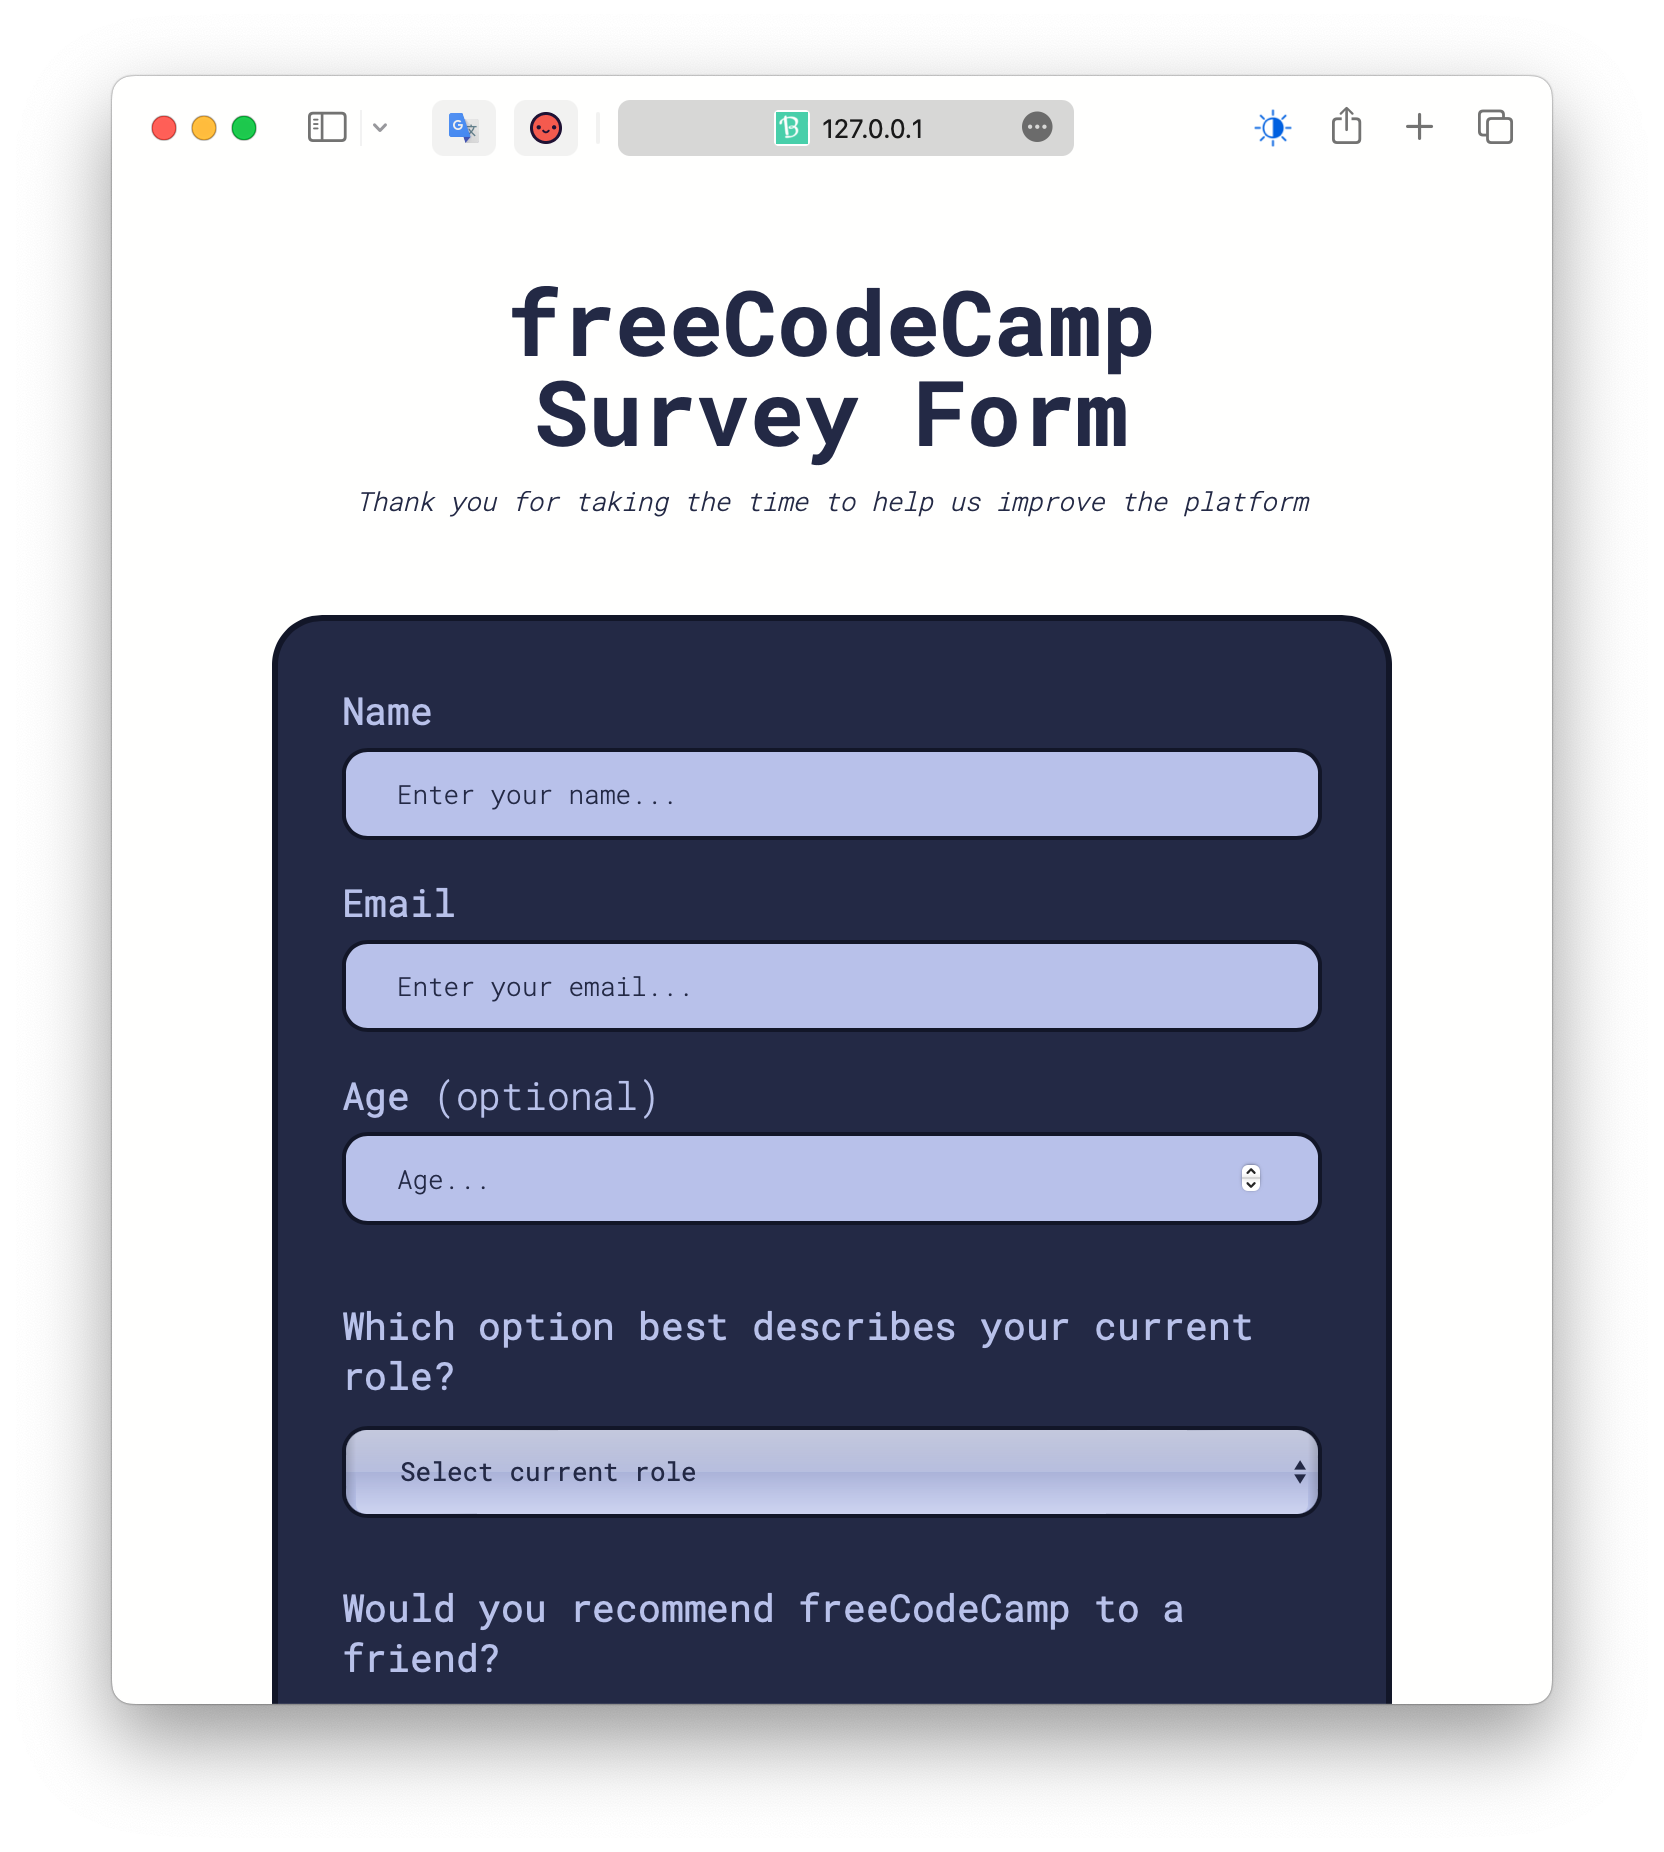 127.0.0.1
freeCodeCamp
Survey Form
Thank you for taking the time to help us improve the platform
Name
Enter your name...
Email
Enter your email...
Age (optional)
Age...
Which option best describes your current
role?
Select current role
Would you recommend freeCodeCamp to a
friend?